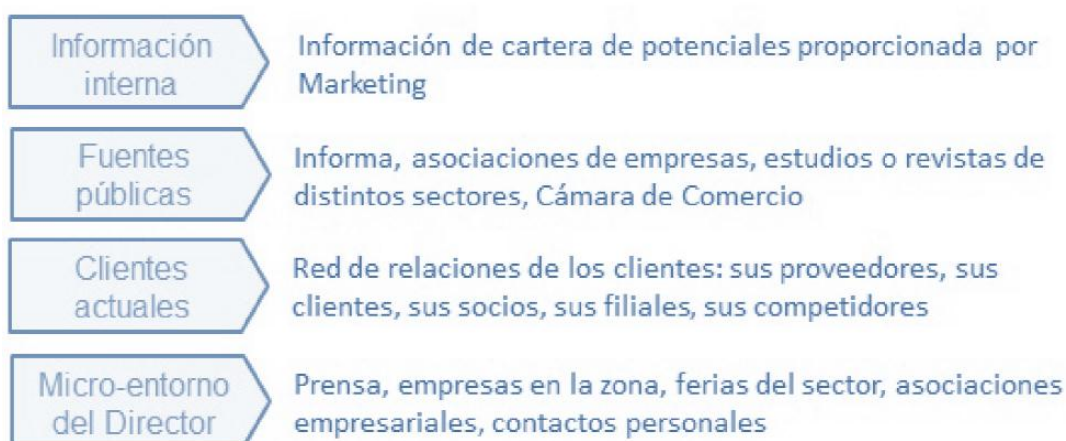 Información
interna
Información de cartera de potenciales proporcionada por
Marketing
Fuentes
públicas
Informa, asociaciones de empresas, estudios o revistas de
distintos sectores, Cámara de Comercio
Clientes
actuales
Red de relaciones de los clientes: sus proveedores, sus
clientes, sus socios, sus filiales, sus competidores
Micro-entorno
del Director
Prensa, empresas en la zona, ferias del sector, asociaciones
empresariales, contactos personales